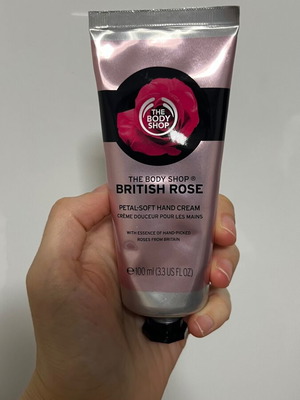 THE
BODY
SHOP
THE BODY SHOP®
BRITISH ROSE
PETAL-SOFT HAND CREAM
CRÈME DOUCEUR POUR LES MAINS
WITH ESSENCE OF HAND-PICKED
ROSES FROM BRITAIN
℮100 ml (3.3 US FL OZ)